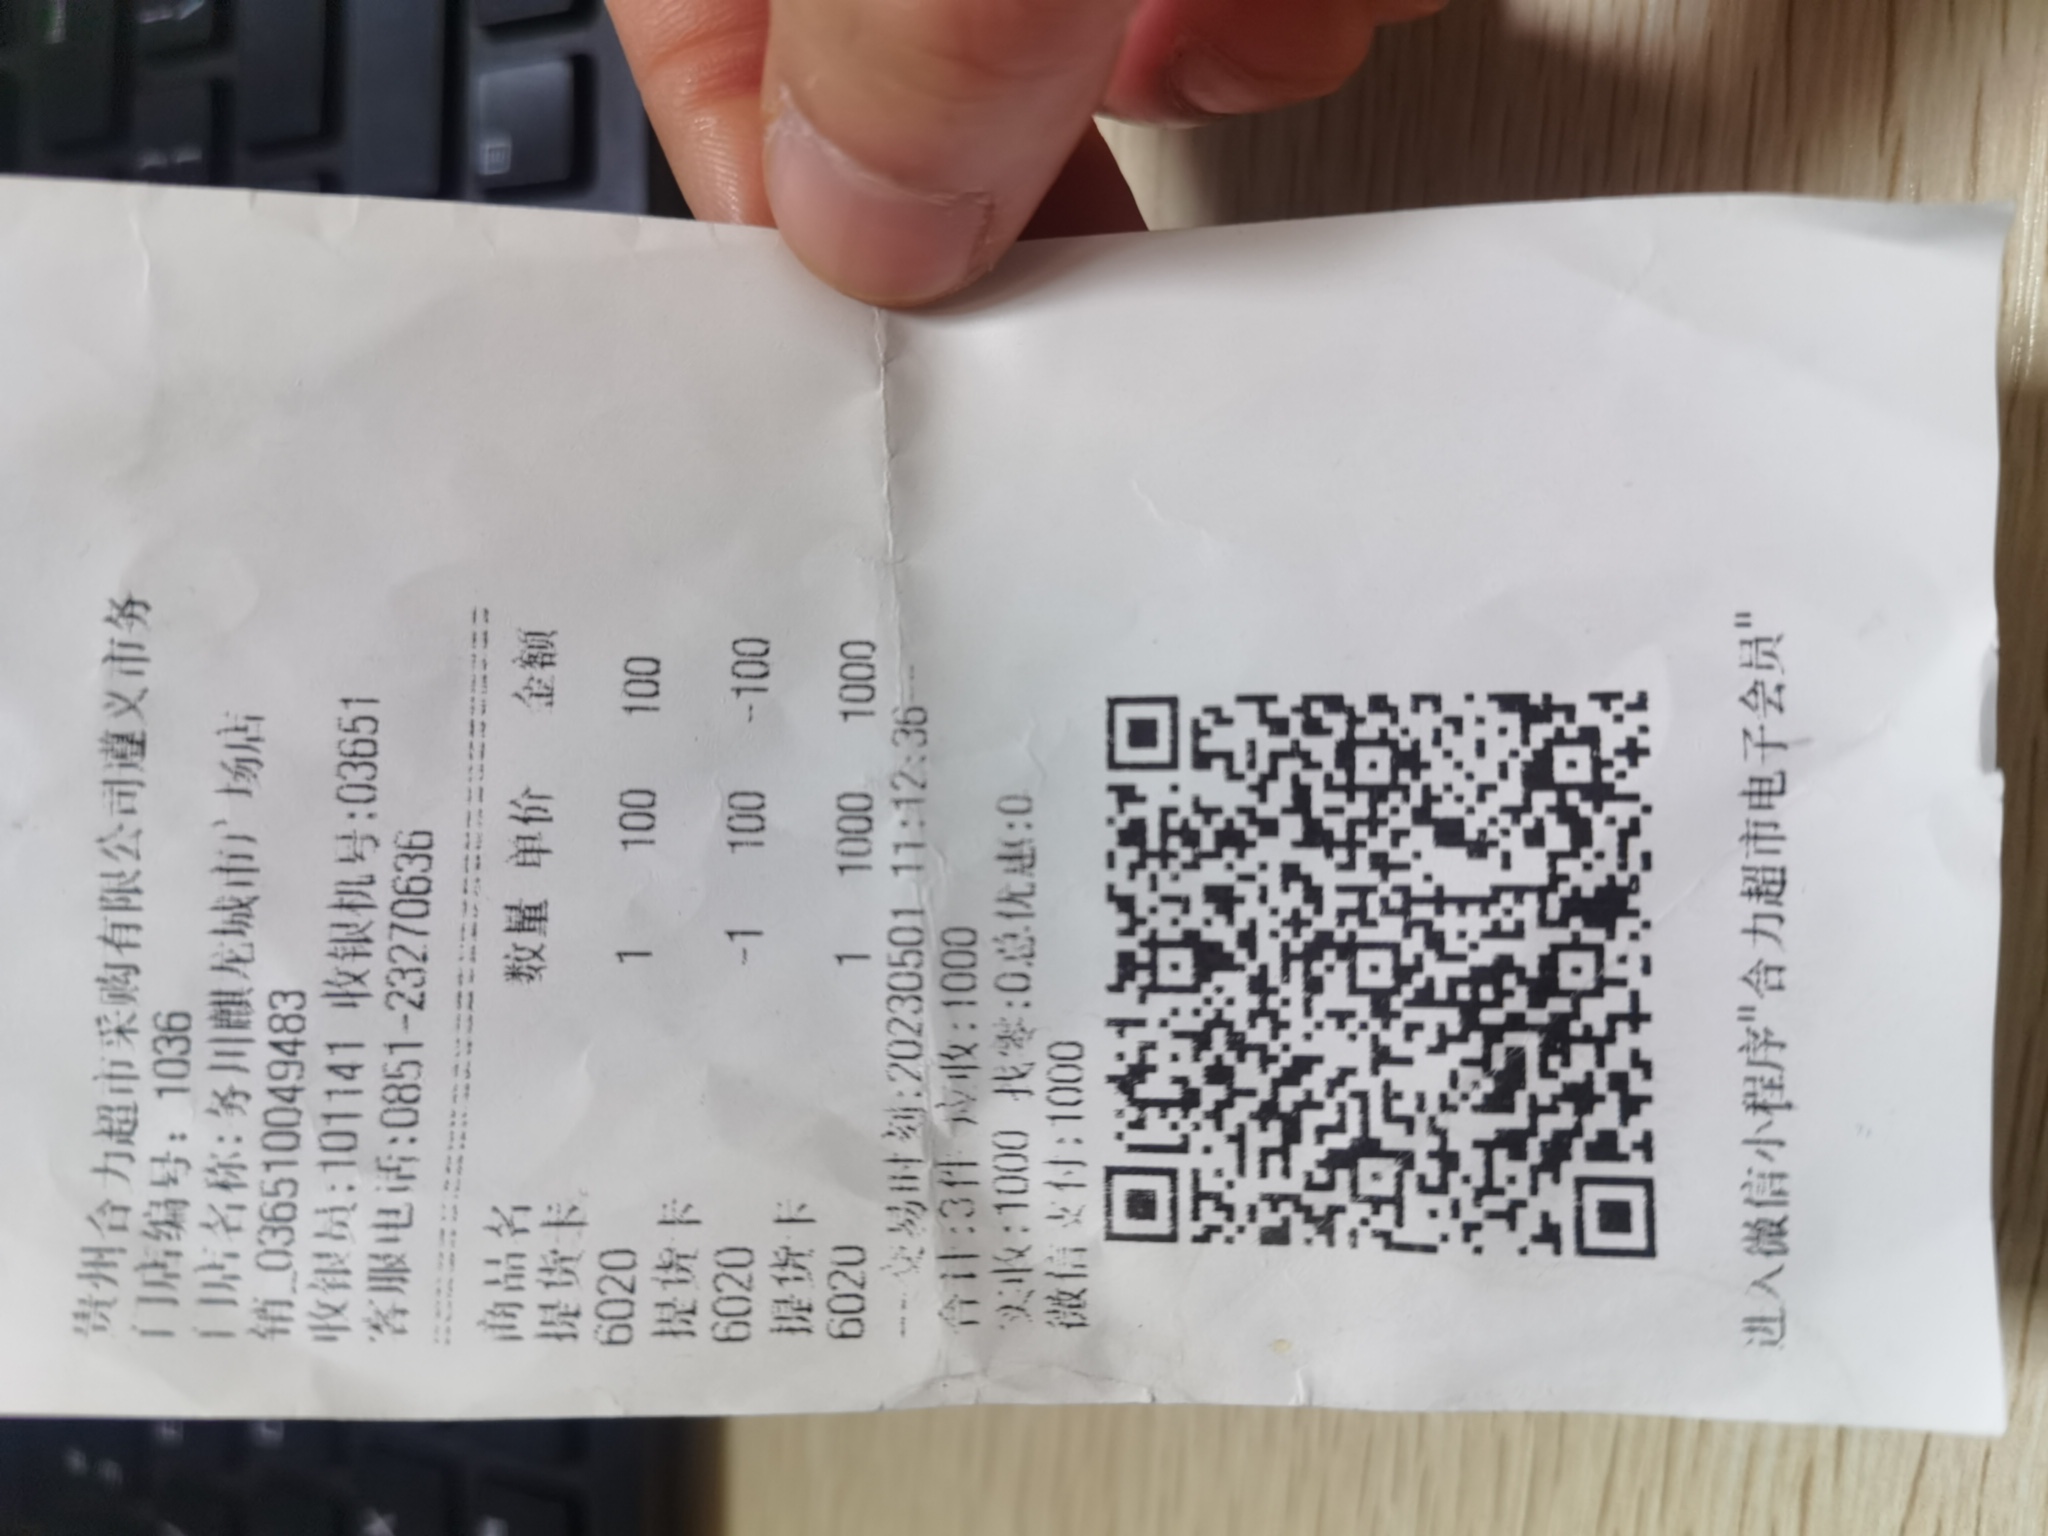 贵州合力超市采购有限公司遵义市务
门店编号: 1036
门店名称:务川麒龙城市广场店
销_0365100049483
收银员:101141 收银机号:03651
客服电话:0851-23270636
商品名 数量 单价 金额
提货卡
6020 1 100 100
提货卡
6020 -1 100 -100
提货卡
6020 1 1000 1000
----交易时刻:20230501 11:12:36--
合计:3件 应收:1000
实收:1000 找零:0总优惠:0
微信支付:1000
进入微信小程序"合力超市电子会员"